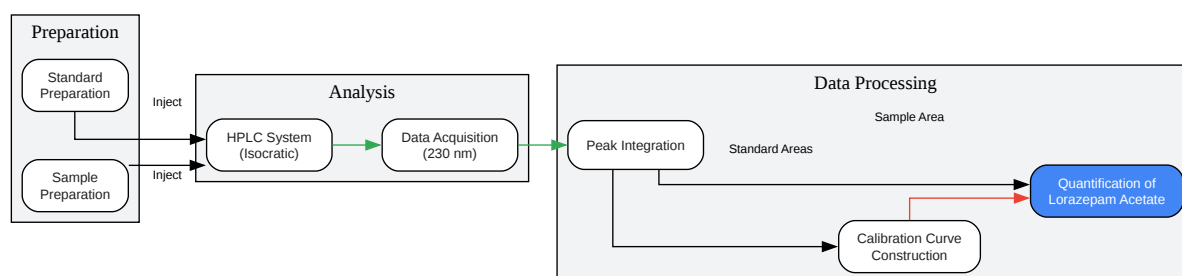 Preparation
Standard
Preparation
Sample
Preparation
Inject
Inject
Analysis
HPLC System
(Isocratic)
Data Acquisition
(230 nm)
Data Processing
Sample Area
Standard Areas
Peak Integration
Quantification of
Lorazepam Acetate
Calibration Curve
Construction